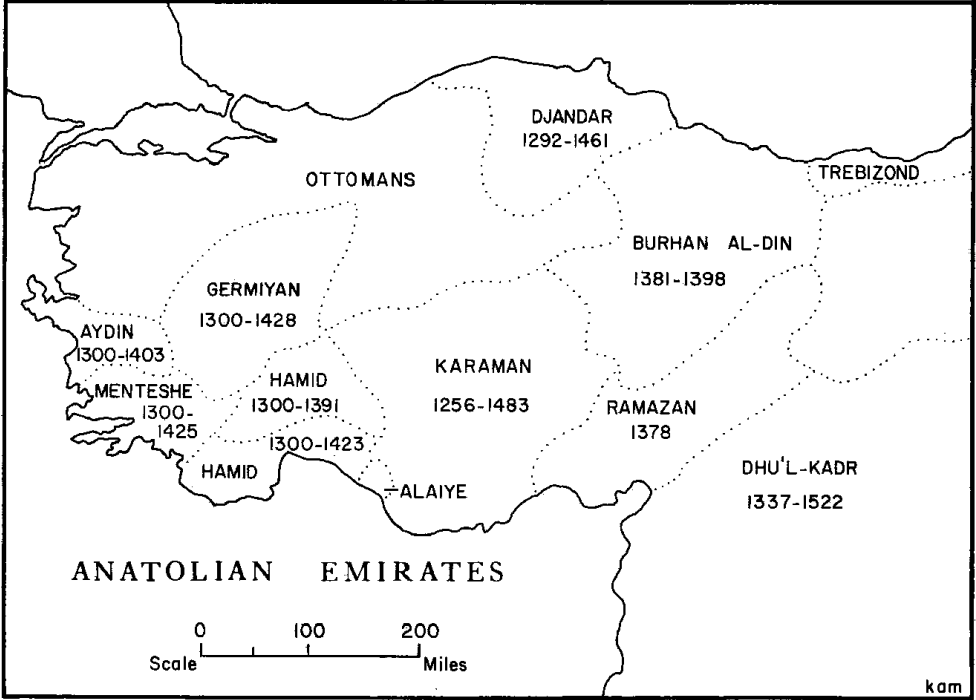 DJANDAR
1292-1461
TREBIZOND
OTTOMANS
BURHAN AL-DIN
1381-1398
GERMIYAN
1300-1428
AYDIN
1300-1403
KARAMAN
1256-1483
HAMID
1300-1391
MENTESHE
1300-
1425
RAMAZAN
1378
1300-1423
HAMID
DHU'L-KADR
1337-1522
ALAIYE
ANATOLIAN EMIRATES
0 100 200
Scale Miles
kam